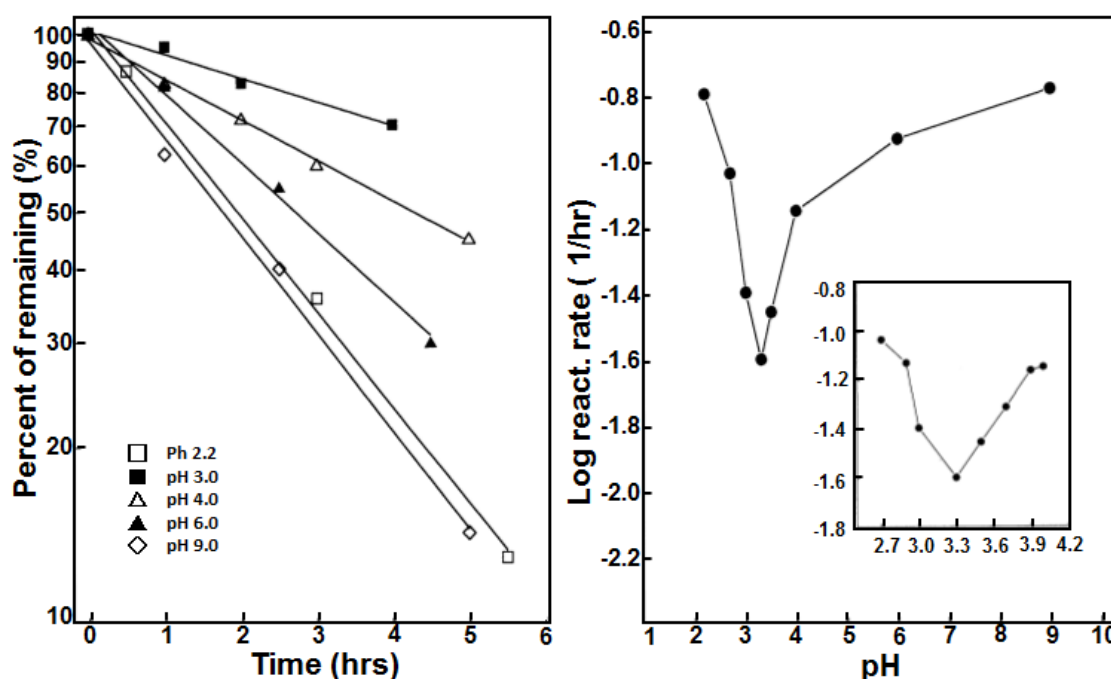 Percent of remaining (%)
100
90
80
70
60
50
40
30
20
10
Ph 2.2
pH 3.0
pH 4.0
pH 6.0
pH 9.0
0 1 2 3 4 5 6
Time (hrs)
Log react. rate ( 1/hr)
-0.6
-0.8
-1.0
-1.2
-1.4
-1.6
-1.8
-2.0
-2.2
1 2 3 4 5 6 7 8 9 10
pH
-0.8
-1.0
-1.2
-1.4
-1.6
-1.8
2.7 3.0 3.3 3.6 3.9 4.2